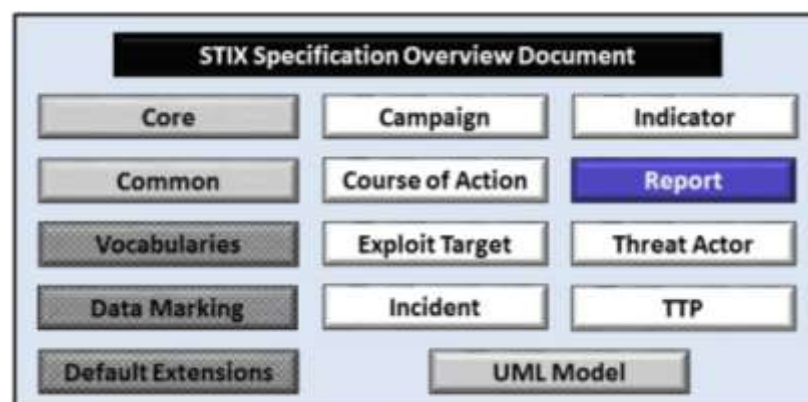 STIX Specification Overview Document
Core
Campaign
Indicator
Common
Course of Action
Report
Vocabularies
Exploit Target
Threat Actor
Data Marking
Incident
TTP
Default Extensions
UML Model